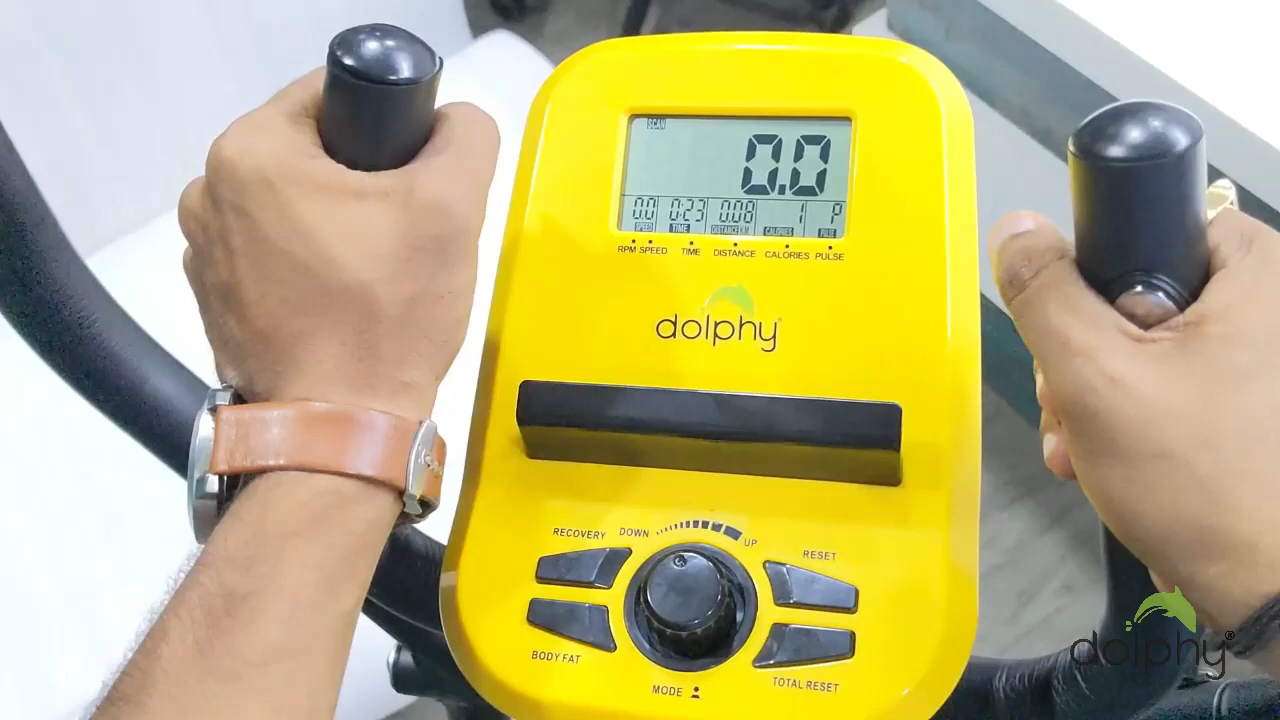 SCAN
0.0
0.0 0:23 0.08 1 P
SPEED TIME DISTANCE KM CALORIES PULSE
RPM SPEED TIME DISTANCE CALORIES PULSE
dolphy
RECOVERY DOWN UP RESET
BODY FAT MODE TOTAL RESET
dolphy®